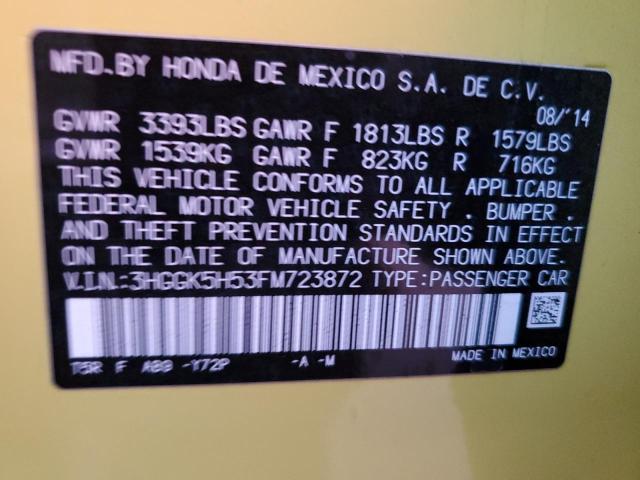 MFD.BY HONDA DE MEXICO S.A. DE C.V.
08/'14
GVWR 3393LBS GAWR F 1813LBS R 1579LBS
GVWR 1539KG GAWR F 823KG R 716KG
THIS VEHICLE CONFORMS TO ALL APPLICABLE
FEDERAL MOTOR VEHICLE SAFETY . BUMPER .
AND THEFT PREVENTION STANDARDS IN EFFECT
ON THE DATE OF MANUFACTURE SHOWN ABOVE.
V.I.N.:3HGGK5H53FM723872 TYPE:PASSENGER CAR
T5R F -Y72P -A -M MADE IN MEXICO